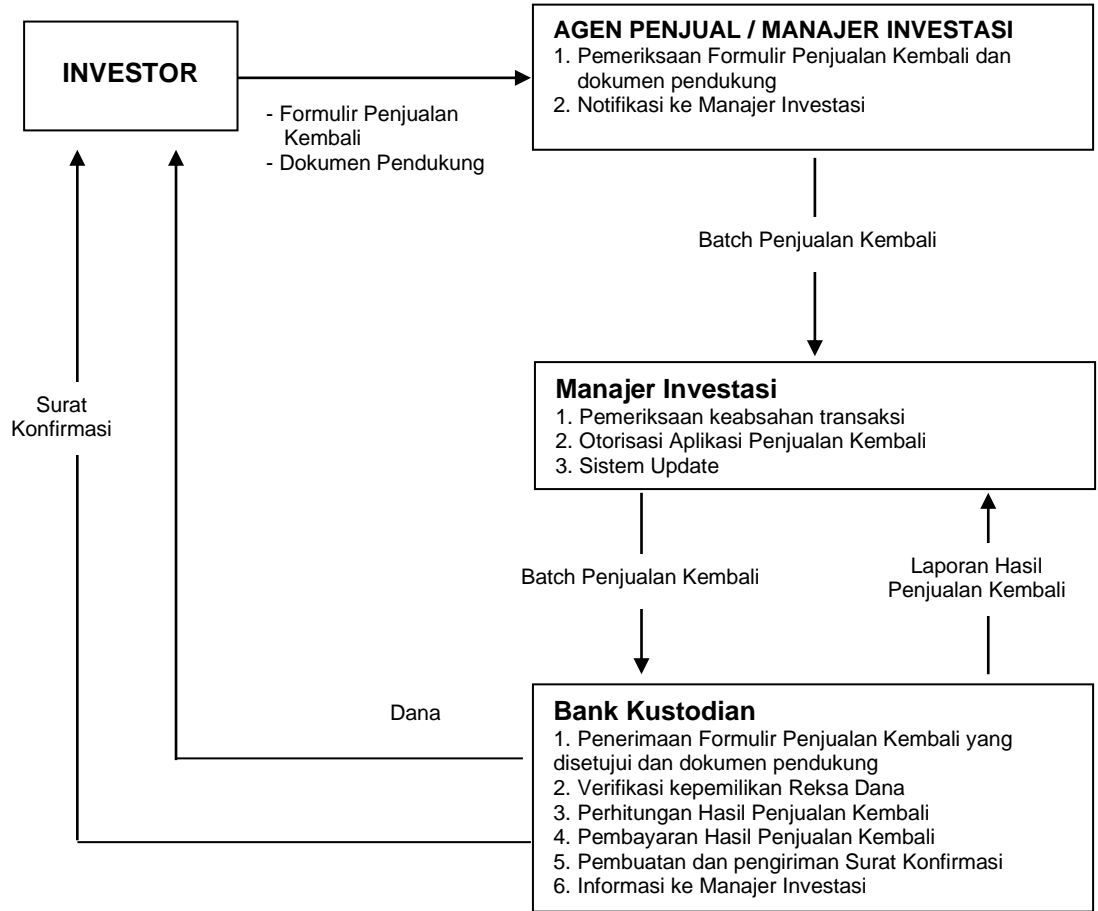 INVESTOR
- Formulir Penjualan
Kembali
- Dokumen Pendukung
AGEN PENJUAL / MANAJER INVESTASI
1. Pemeriksaan Formulir Penjualan Kembali dan
dokumen pendukung
2. Notifikasi ke Manajer Investasi
Batch Penjualan Kembali
Manajer Investasi
1. Pemeriksaan keabsahan transaksi
2. Otorisasi Aplikasi Penjualan Kembali
3. Sistem Update
Surat
Konfirmasi
Batch Penjualan Kembali
Laporan Hasil
Penjualan Kembali
Dana
Bank Kustodian
1. Penerimaan Formulir Penjualan Kembali yang
disetujui dan dokumen pendukung
2. Verifikasi kepemilikan Reksa Dana
3. Perhitungan Hasil Penjualan Kembali
4. Pembayaran Hasil Penjualan Kembali
5. Pembuatan dan pengiriman Surat Konfirmasi
6. Informasi ke Manajer Investasi